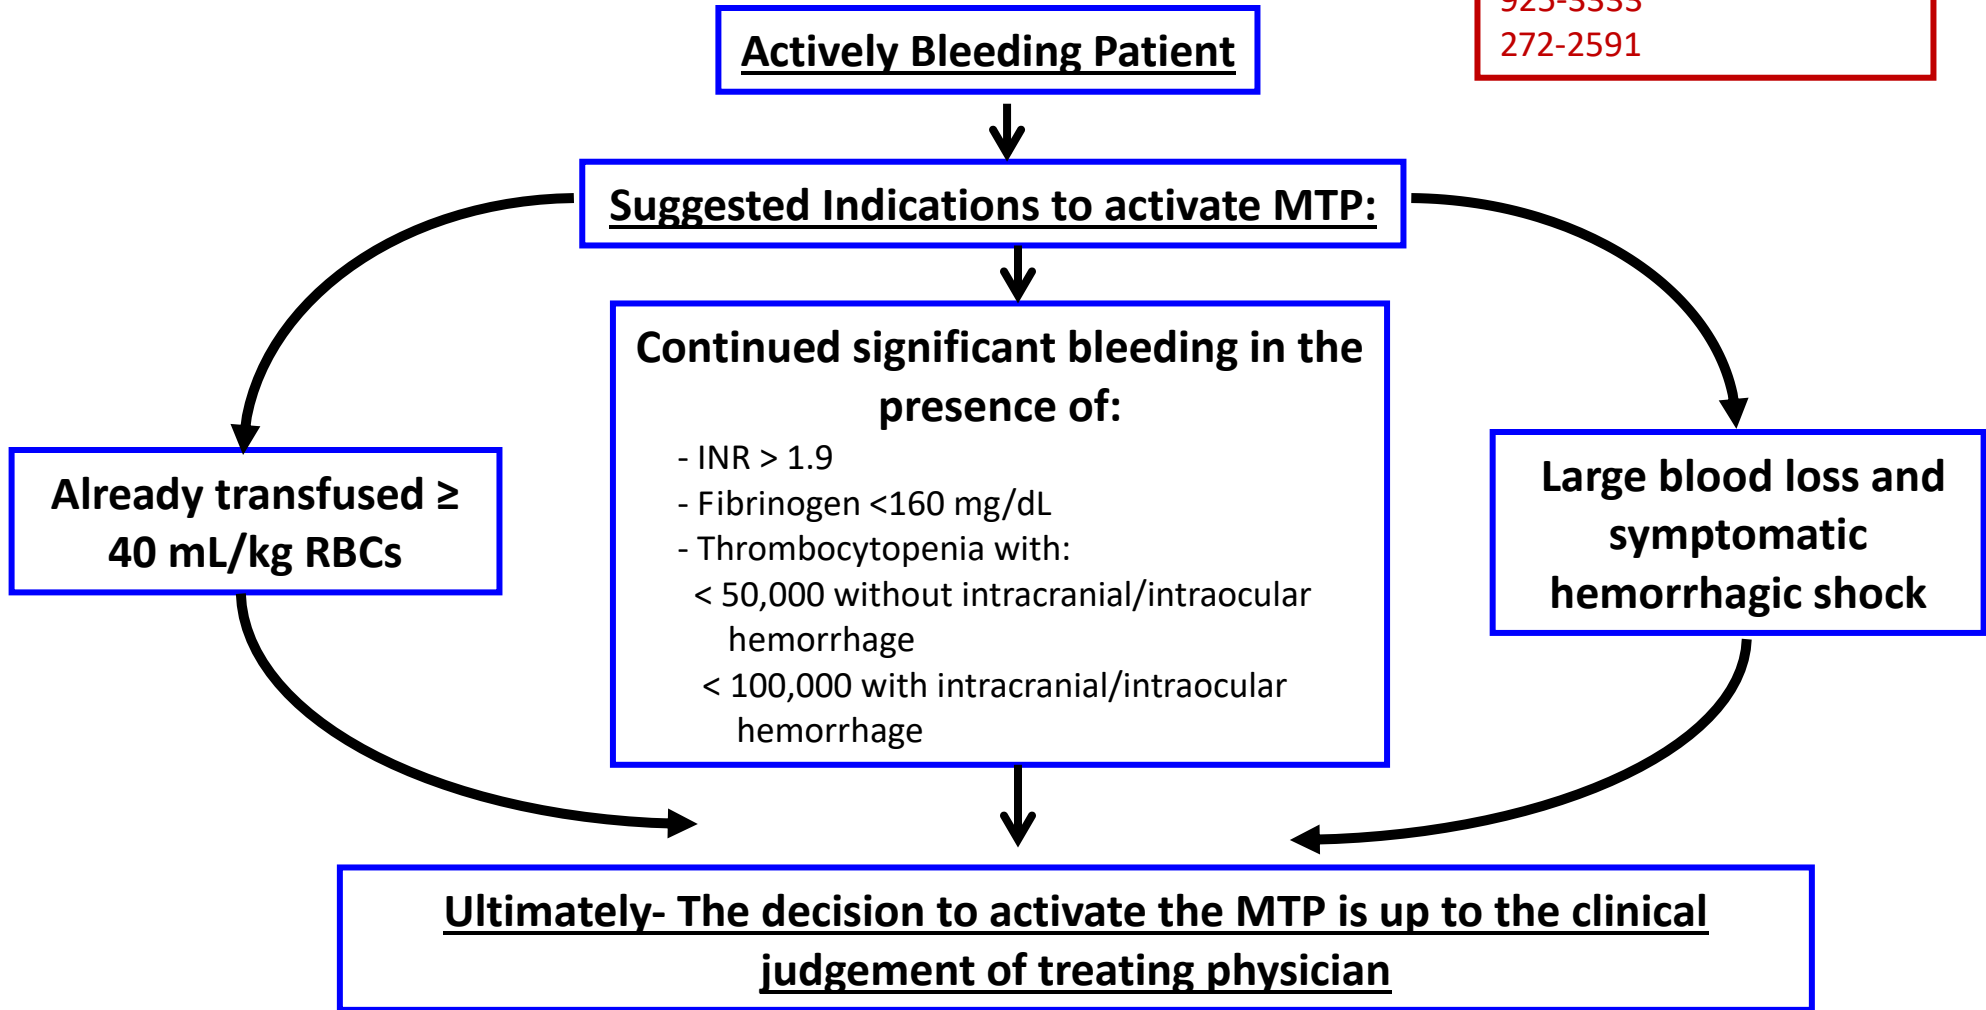 925-3333
272-2591
Actively Bleeding Patient
Suggested Indications to activate MTP:
Already transfused ≥
40 mL/kg RBCs
Continued significant bleeding in the
presence of:
- INR > 1.9
- Fibrinogen <160 mg/dL
- Thrombocytopenia with:
< 50,000 without intracranial/intraocular
hemorrhage
< 100,000 with intracranial/intraocular
hemorrhage
Large blood loss and
symptomatic
hemorrhagic shock
Ultimately- The decision to activate the MTP is up to the clinical
judgement of treating physician